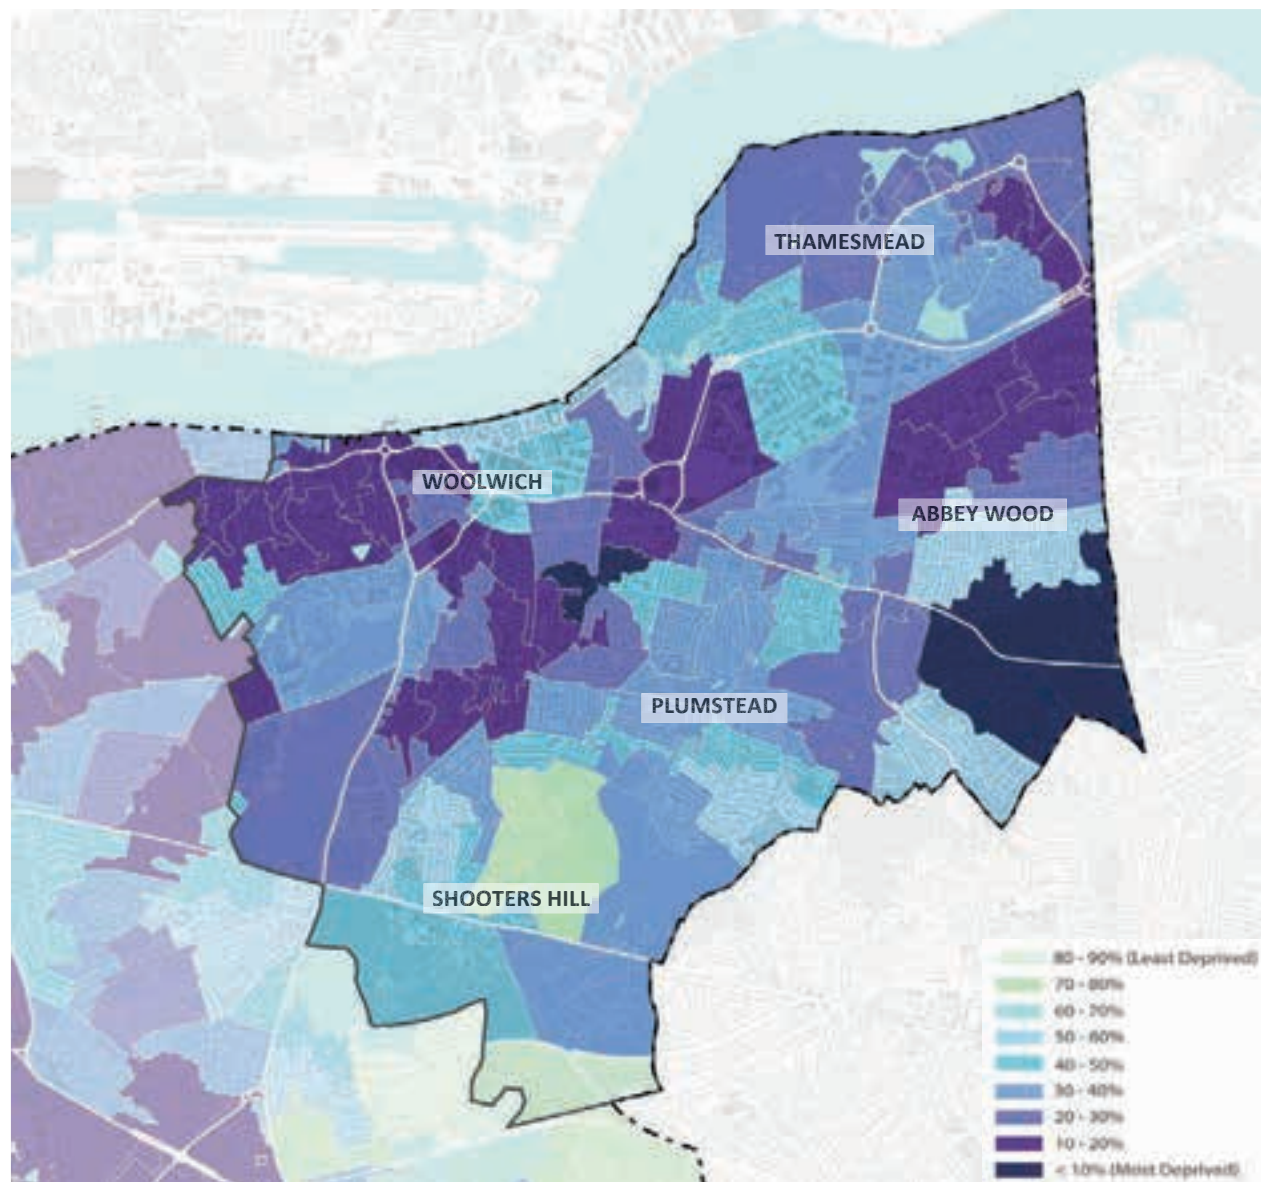 THAMESMEAD
WOOLWICH
ABBEY WOOD
PLUMSTEAD
SHOOTERS HILL
80 - 90% (Least Deprived)
70 - 80%
60 - 70%
50 - 60%
40 - 50%
30 - 40%
20 - 30%
10 - 20%
< 10% (Most Deprived)